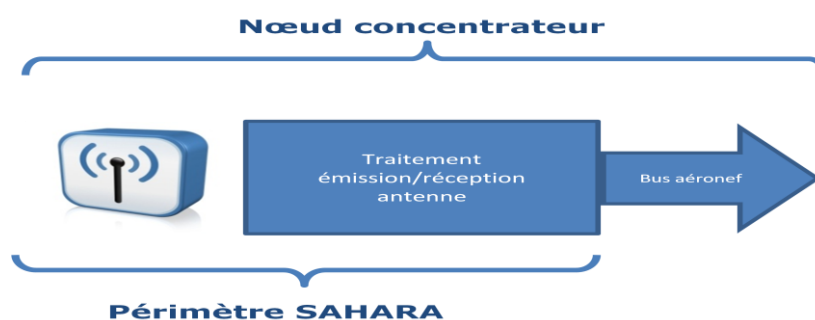 Nœud concentrateur
Traitement
émission/réception
antenne
Bus aéronef
Périmètre SAHARA